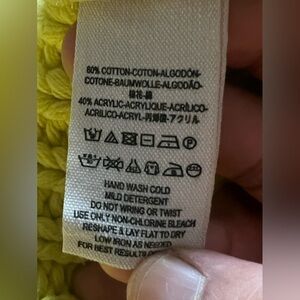 60% COTTON-COTON-ALGODÓN-
COTONE-BAUMWOLLE-ALGODÃO-
棉花-綿
40% ACRYLIC-ACRYLIQUE-ACRÍLICO-
ACRILICO-ACRYL-丙烯酸-アクリル
HAND WASH COLD
MILD DETERGENT
DO NOT WRING OR TWIST
USE ONLY NON-CHLORINE BLEACH
RESHAPE & LAY FLAT TO DRY
LOW IRON AS NEEDED
FOR BEST RESULTS